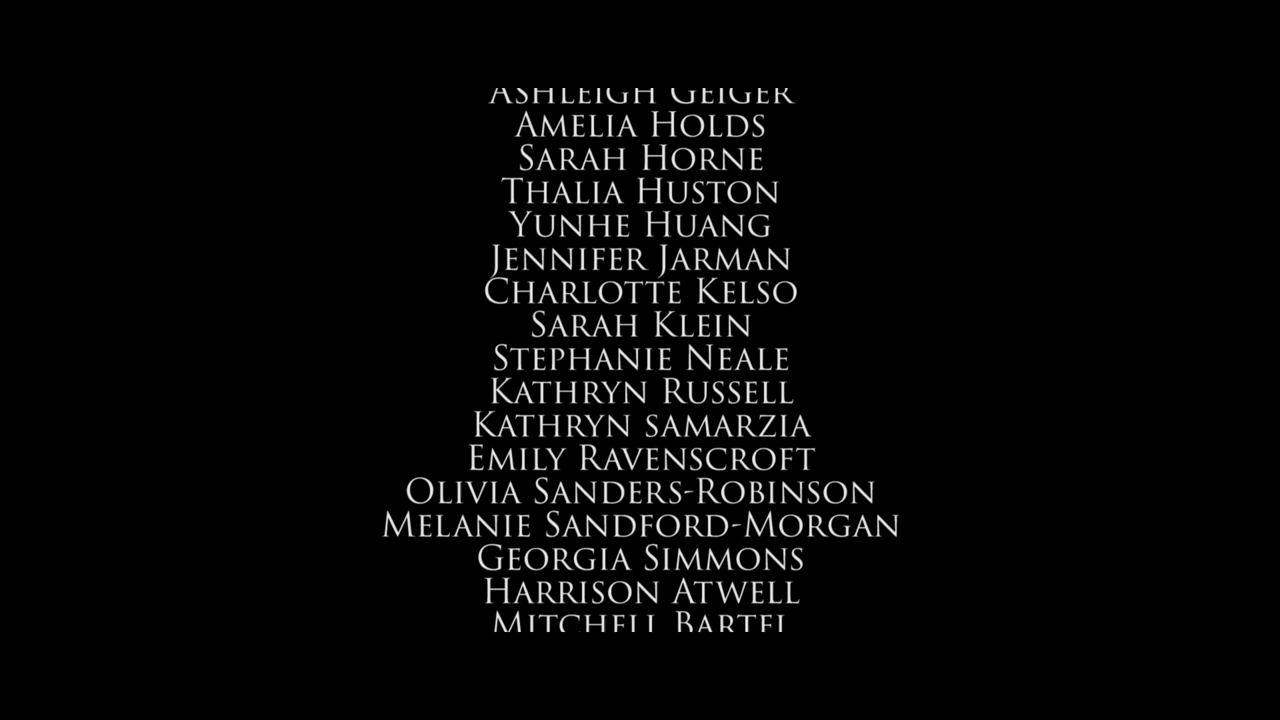 ASHLEIGH GEIGER
AMELIA HOLDS
SARAH HORNE
THALIA HUSTON
YUNHE HUANG
JENNIFER JARMAN
CHARLOTTE KELSO
SARAH KLEIN
STEPHANIE NEALE
KATHRYN RUSSELL
KATHRYN SAMARZIA
EMILY RAVENSCROFT
OLIVIA SANDERS-ROBINSON
MELANIE SANDFORD-MORGAN
GEORGIA SIMMONS
HARRISON ATWELL
MITCHELL BARTEL